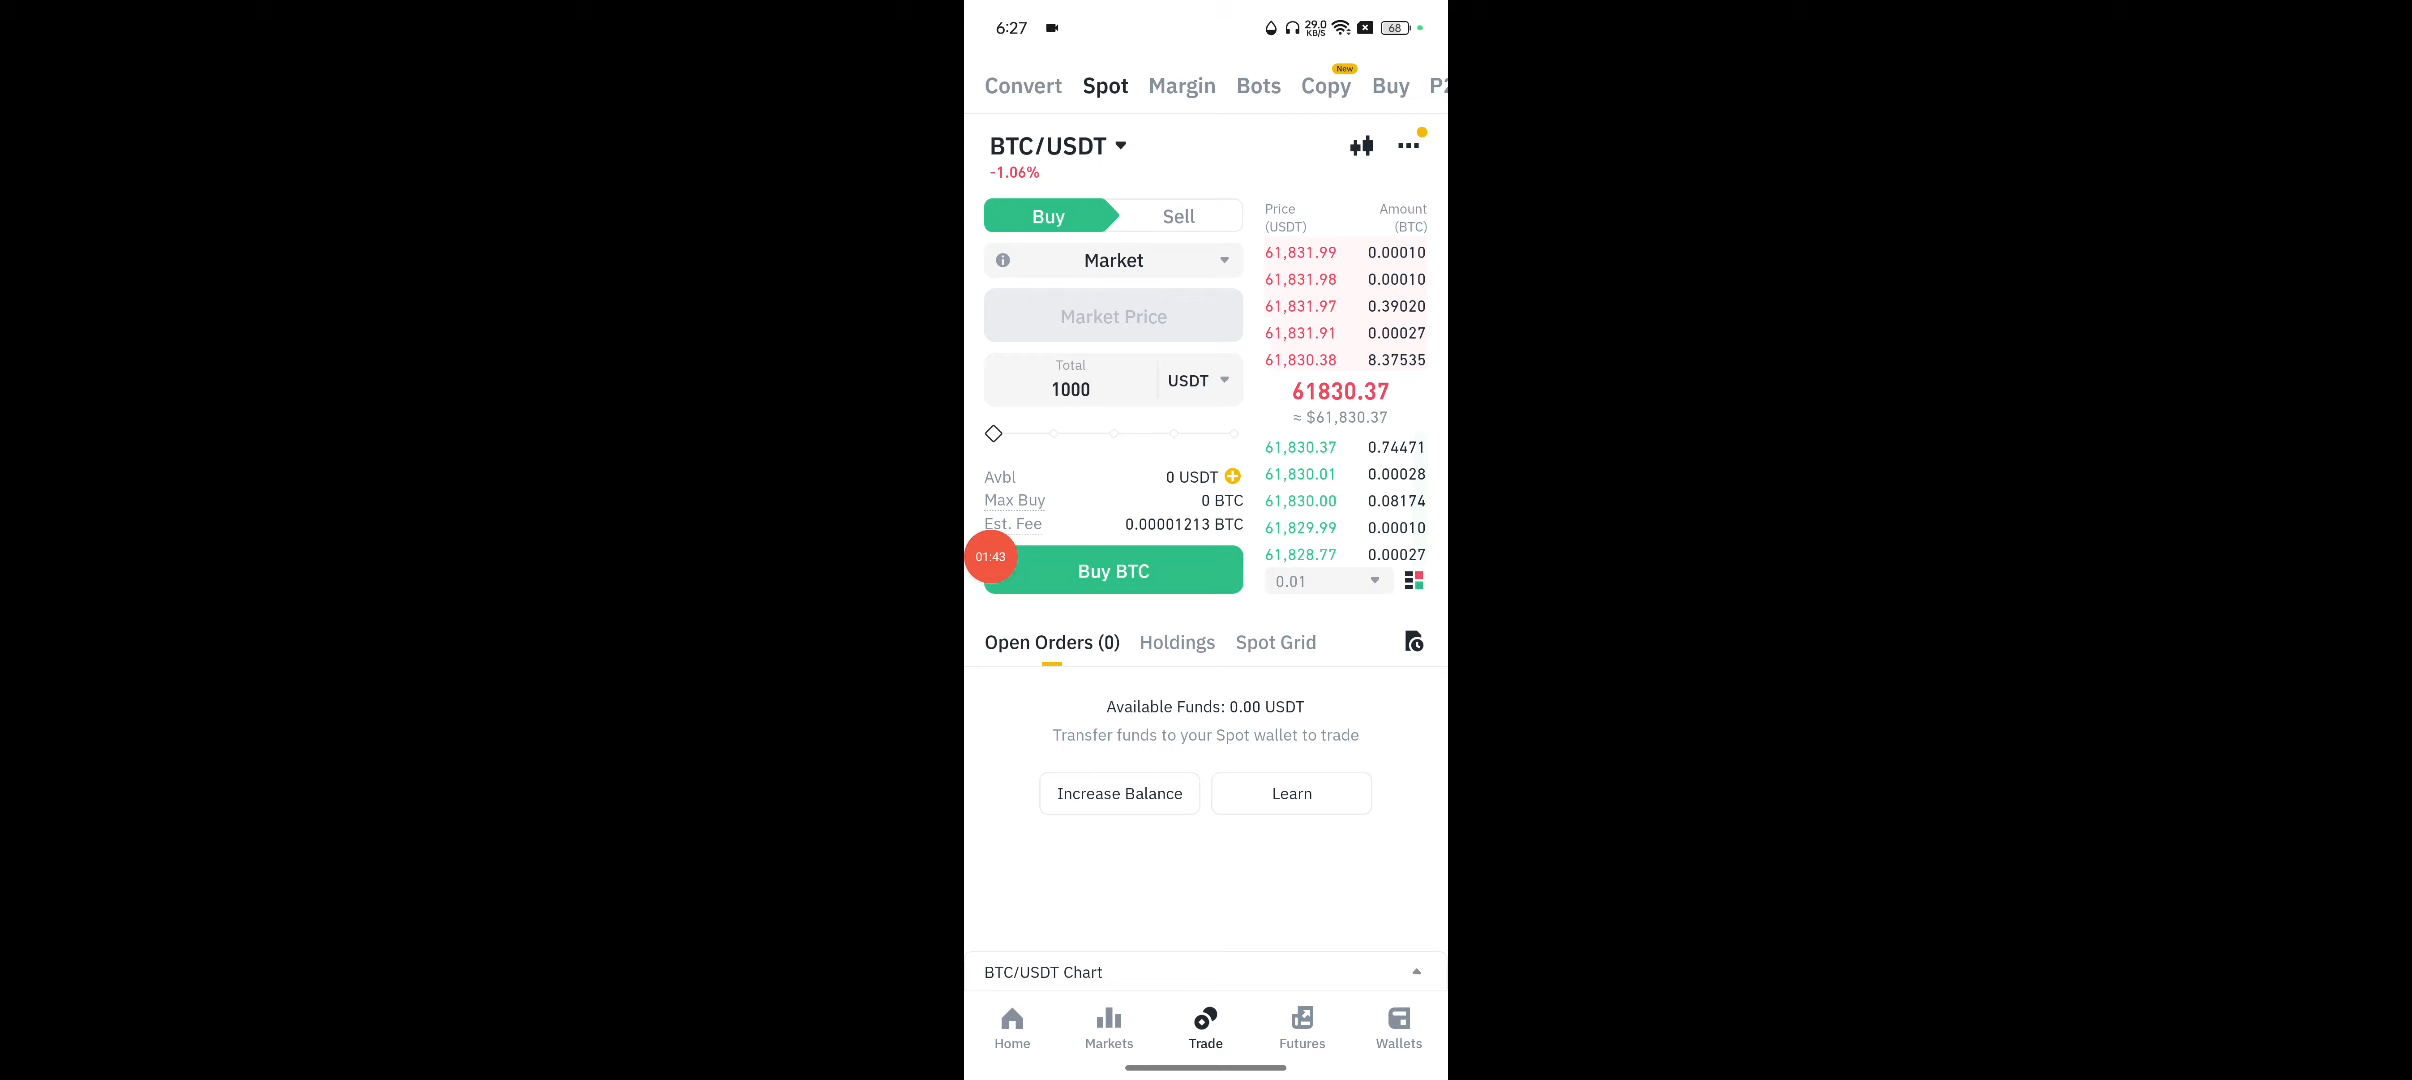 6:27
29.0
KB/S
68
Convert Spot Margin Bots Copy New Buy
BTC/USDT
-1.06%
Buy Sell
Market
Market Price
Total
1000 USDT
Avbl 0 USDT
Max Buy 0 BTC
Est. Fee 0.00001213 BTC
01:43
Buy BTC
Price Amount
(USDT) (BTC)
61,831.99 0.00010
61,831.98 0.00010
61,831.97 0.39020
61,831.91 0.00027
61,830.38 8.37535
61830.37
≈ $61,830.37
61,830.37 0.74471
61,830.01 0.00028
61,830.00 0.08174
61,829.99 0.00010
61,828.77 0.00027
0.01
Open Orders (0) Holdings Spot Grid
Available Funds: 0.00 USDT
Transfer funds to your Spot wallet to trade
Increase Balance Learn
BTC/USDT Chart
Home Markets Trade Futures Wallets